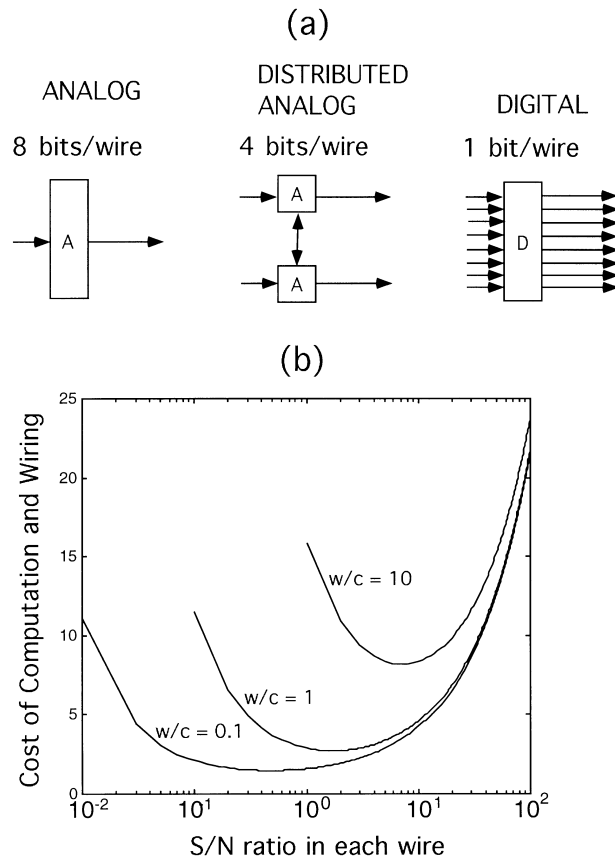 (a)
ANALOG
8 bits/wire
A
DISTRIBUTED
ANALOG
4 bits/wire
A
A
DIGITAL
1 bit/wire
D
(b)
Cost of Computation and Wiring
25
20
15
10
5
0
w/c = 10
w/c = 1
w/c = 0.1
10⁻² 10⁻¹ 10⁰ 10¹ 10²
S/N ratio in each wire